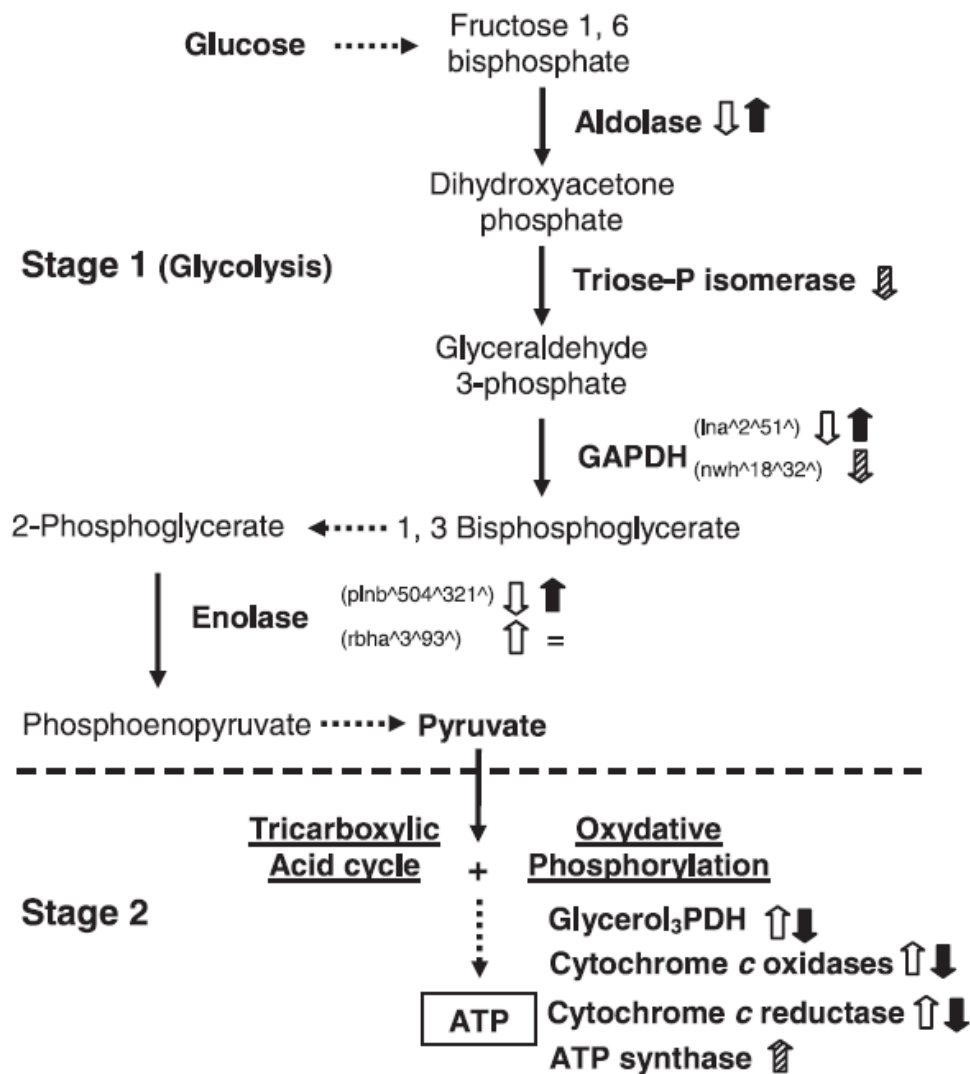 Glucose
Fructose 1, 6
bisphosphate
Aldolase
Dihydroxyacetone
phosphate
Stage 1 (Glycolysis)
Triose–P isomerase
Glyceraldehyde
3-phosphate
GAPDH
(lna^2^51^)
(nwh^18^32^)
2-Phosphoglycerate
1, 3 Bisphosphoglycerate
Enolase
(plnb^504^321^)
(rbha^3^93^) =
Phosphoenopyruvate
Pyruvate
Tricarboxylic
Acid cycle
+
Oxydative
Phosphorylation
Stage 2
Glycerol₃PDH
Cytochrome c oxidases
ATP
Cytochrome c reductase
ATP synthase